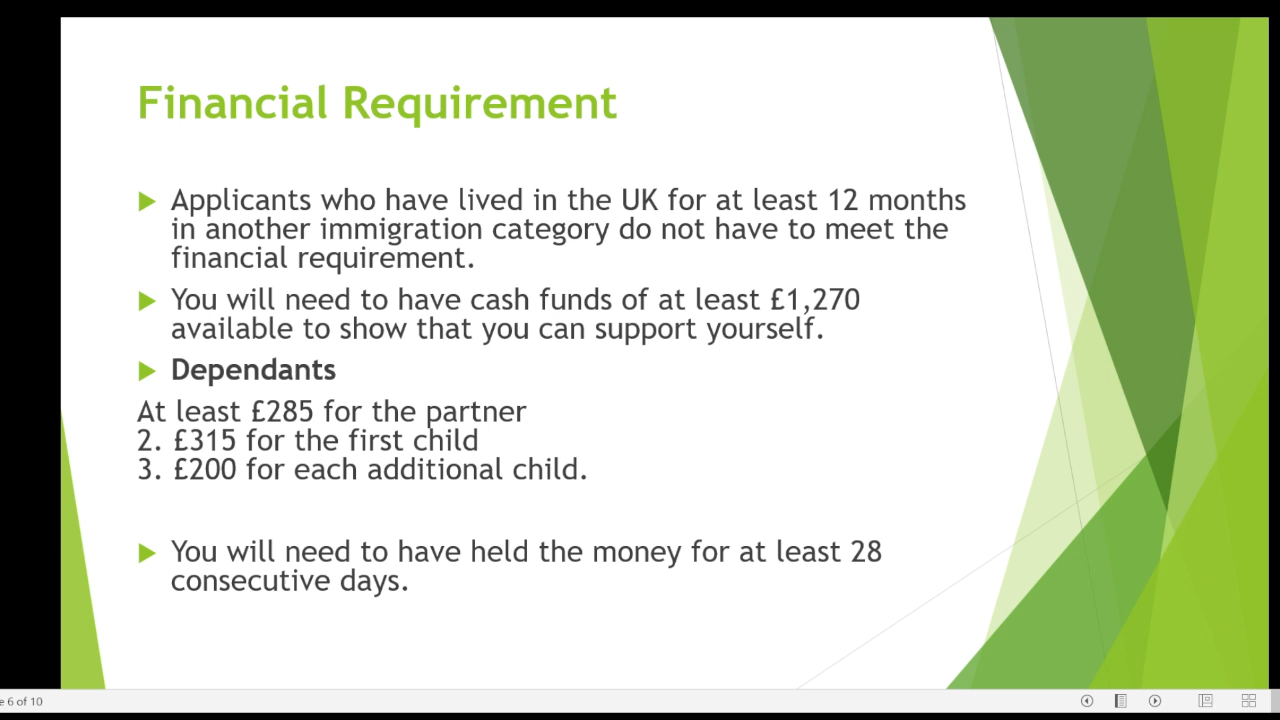 Financial Requirement
Applicants who have lived in the UK for at least 12 months
in another immigration category do not have to meet the
financial requirement.
You will need to have cash funds of at least £1,270
available to show that you can support yourself.
Dependants
At least £285 for the partner
2. £315 for the first child
3. £200 for each additional child.
You will need to have held the money for at least 28
consecutive days.
e 6 of 10